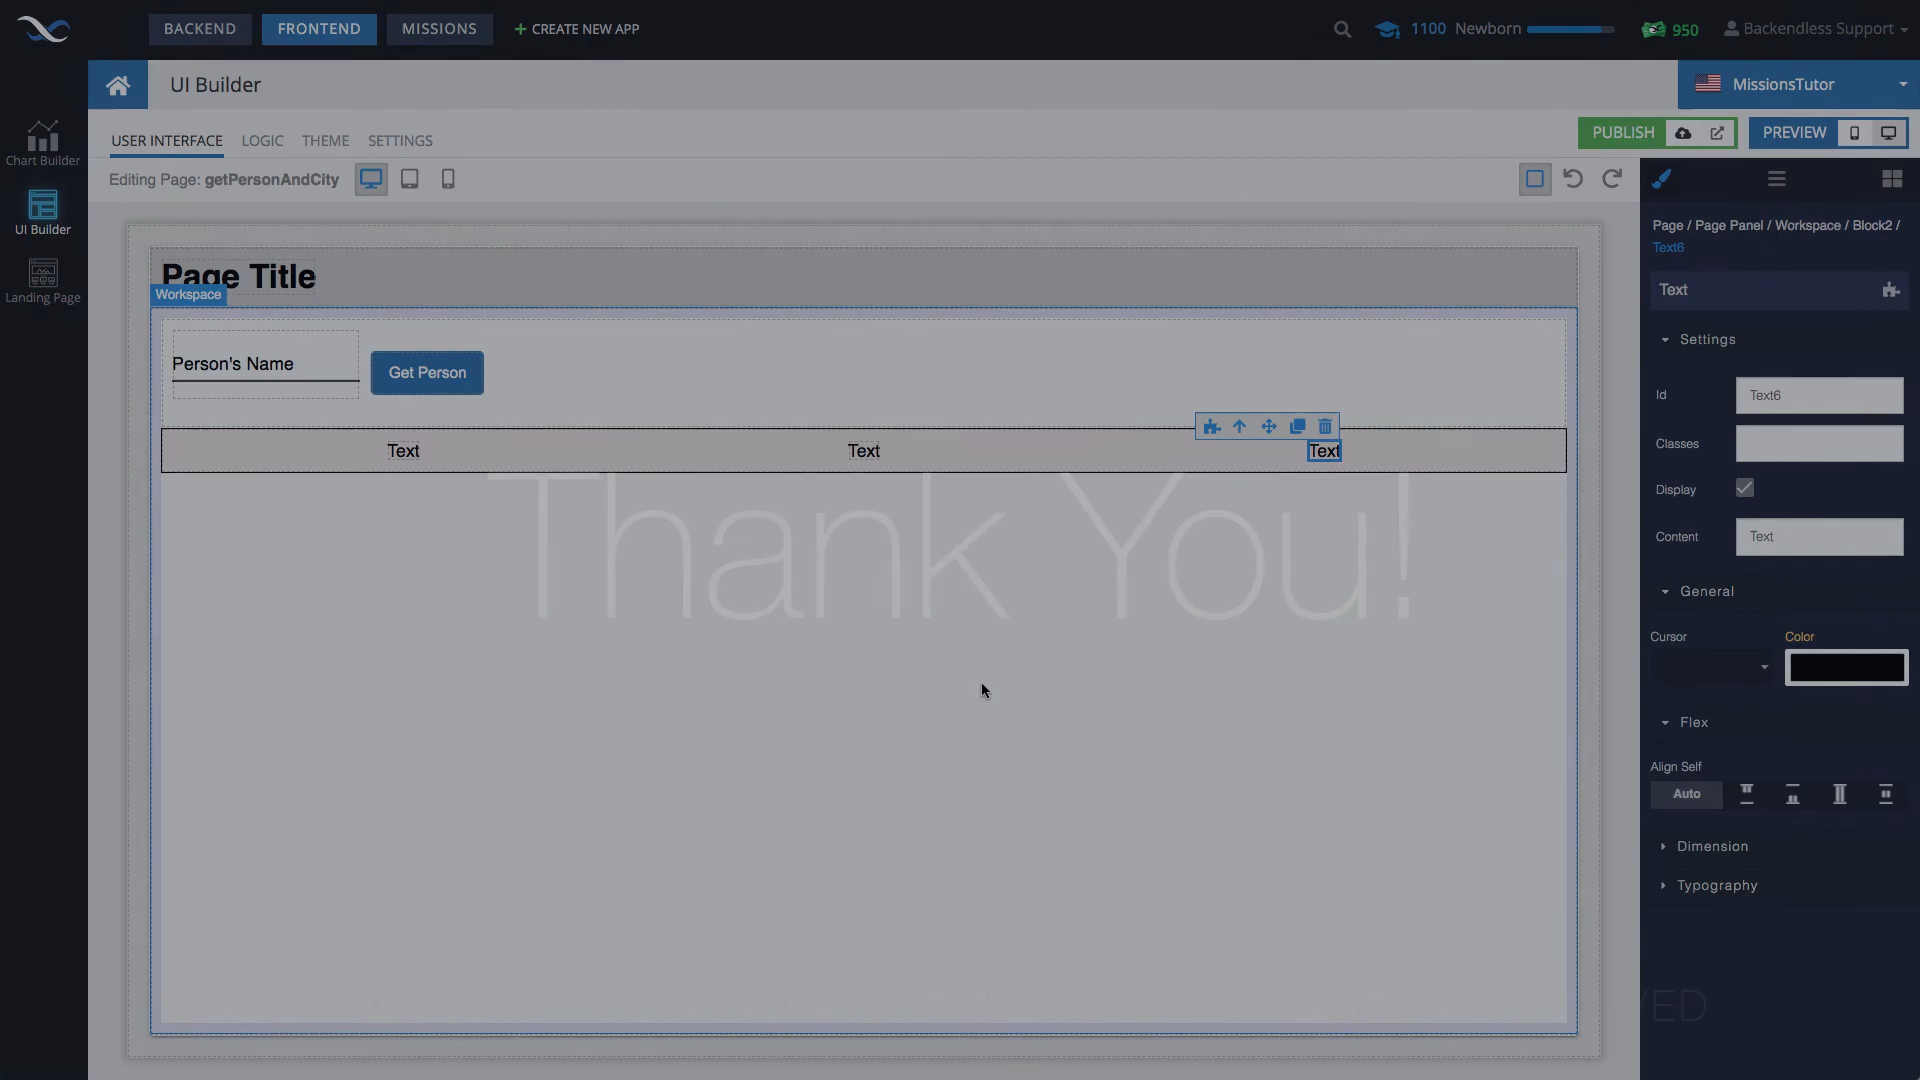 BACKEND
FRONTEND
MISSIONS
+ CREATE NEW APP
1100 Newborn
950
Backendless Support
UI Builder
MissionsTutor
USER INTERFACE
LOGIC
THEME
SETTINGS
PUBLISH
PREVIEW
Chart Builder
UI Builder
Landing Page
Editing Page: getPersonAndCity
Page Title
Workspace
Person's Name
Get Person
Text
Text
Text
Thank You!
Page / Page Panel / Workspace / Block2 /
Text6
Text
Settings
Id
Text6
Classes
Display
Content
Text
General
Cursor
Color
Flex
Align Self
Auto
Dimension
Typography